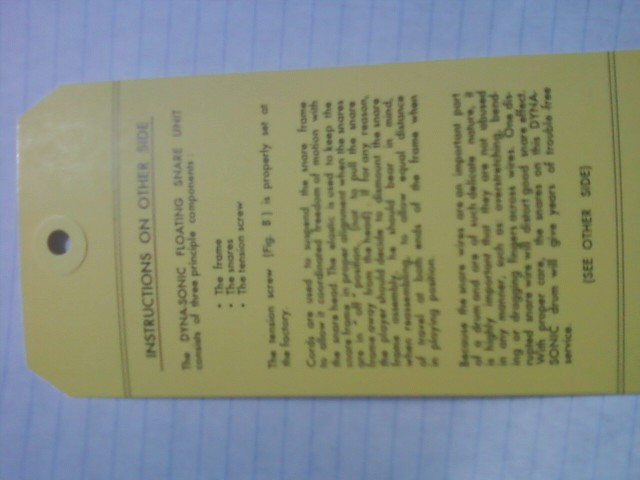 INSTRUCTIONS ON OTHER SIDE
The DYNA-SONIC FLOATING SNARE UNIT
consists of three principle components:
• The frame
• The snares
• The tension screw
The tension screw (Fig. B) is properly set at
the factory.
Cords are used to suspend the snare frame
to allow it coordinated freedom of motion with
the snare head. The elastic is used to keep the
snare frame in proper alignment when the snares
are in "off" position, (not to pull the snare
frame away from the head). If for any reason,
the player should decide to dismount the snare
frame assembly, he should bear in mind,
when reassembling, to allow equal distance
of travel at both ends of the frame when
in playing position.
Because the snare wires are an important part
of a drum and are of such delicate nature, it
is highly important that they are not abused
in any manner, such as overstretching, bend-
ing or dragging fingers across wires. One dis-
rupted snare wire will distort good snare effect.
With proper care, the snares on this DYNA-
SONIC drum will give years of trouble free
service.
(SEE OTHER SIDE)